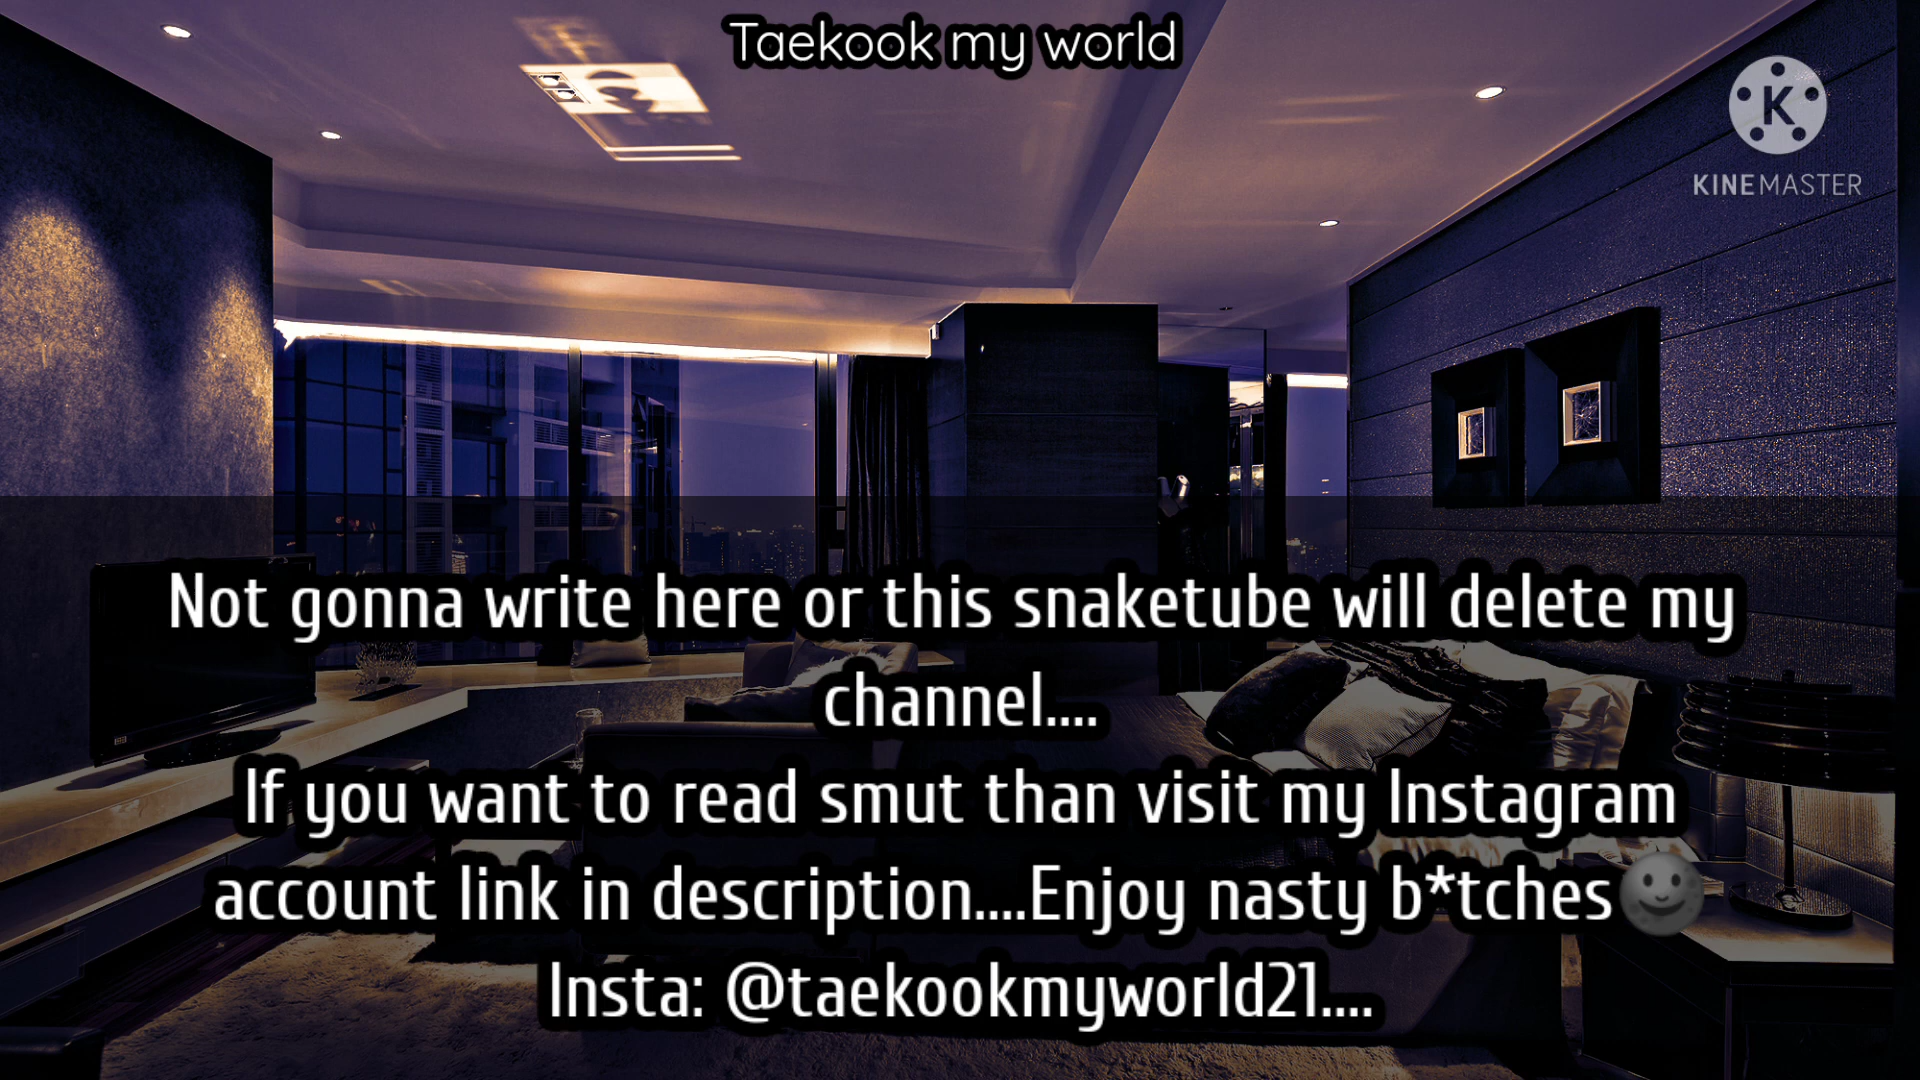 Taekook my world
K
KINEMASTER
Not gonna write here or this snaketube will delete my
channel....
If you want to read smut than visit my Instagram
account link in description....Enjoy nasty b*tches🌚
Insta: @taekookmyworld21....